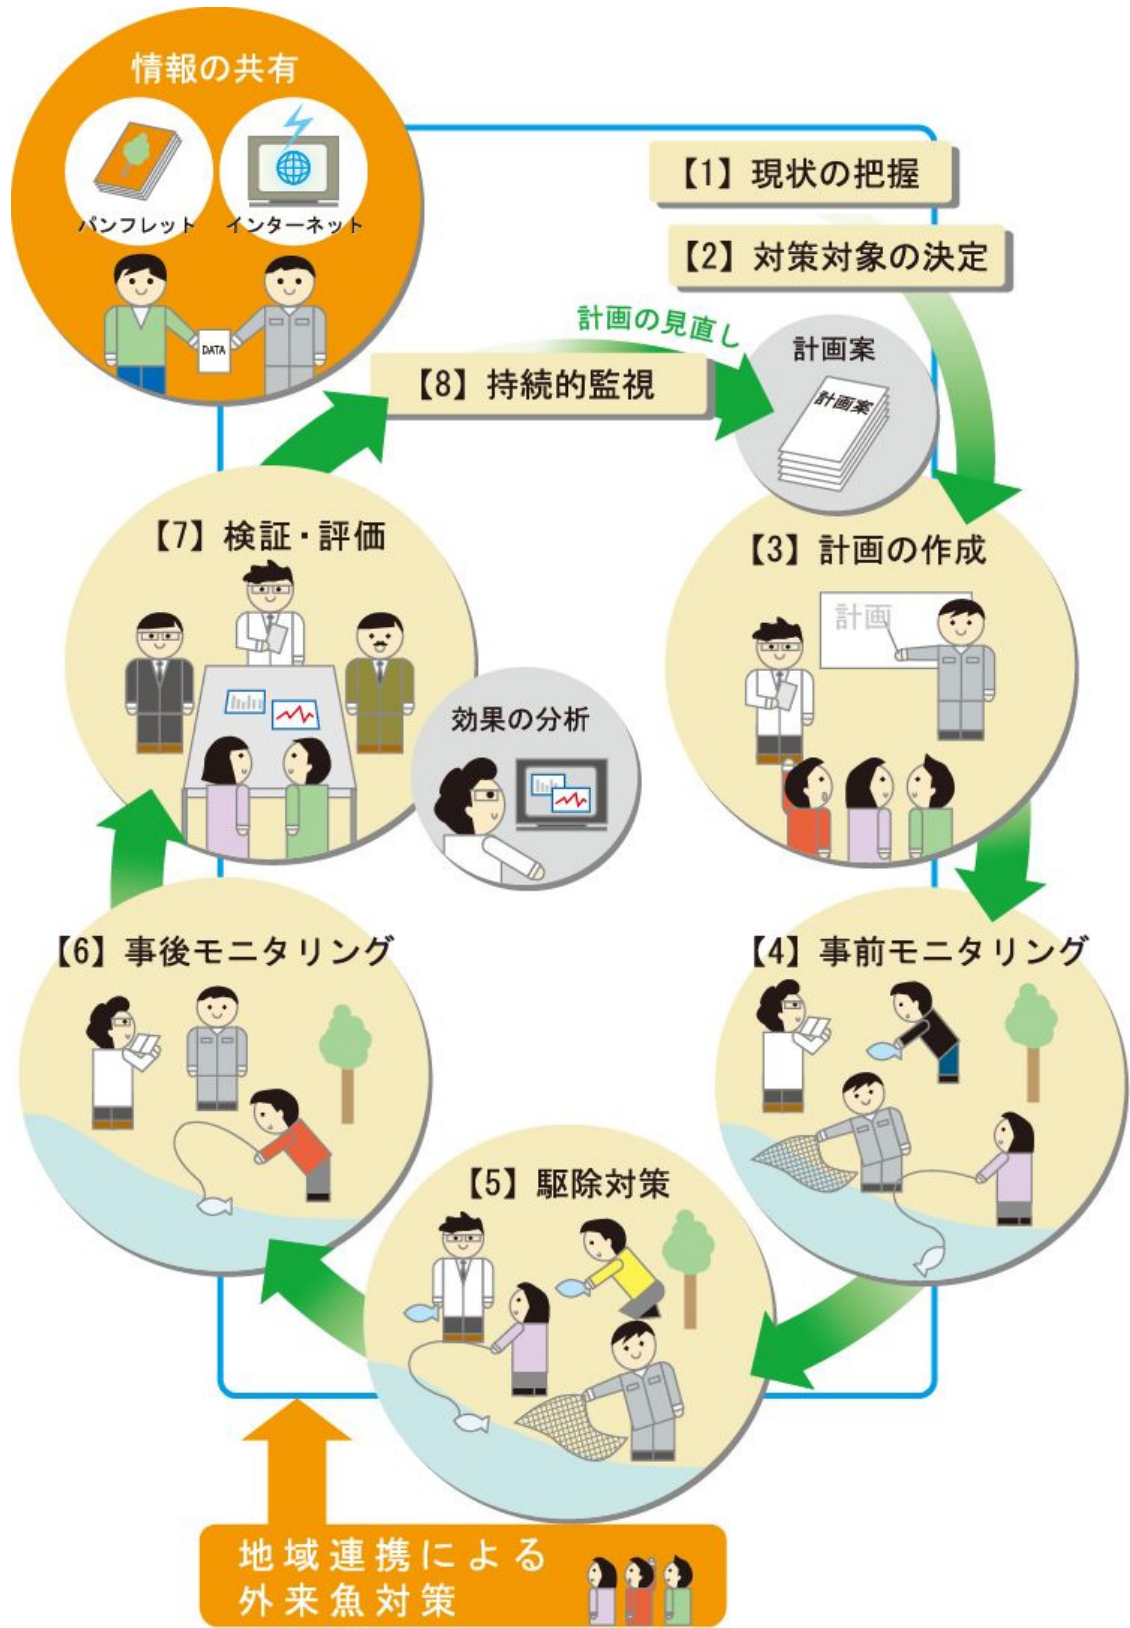 情報の共有
パンフレット
インターネット
DATA
【1】現状の把握
【2】対策対象の決定
計画の見直し
計画案
計画案
【8】持続的監視
【3】計画の作成
計画
【7】検証・評価
効果の分析
【4】事前モニタリング
【6】事後モニタリング
【5】駆除対策
地域連携による
外来魚対策